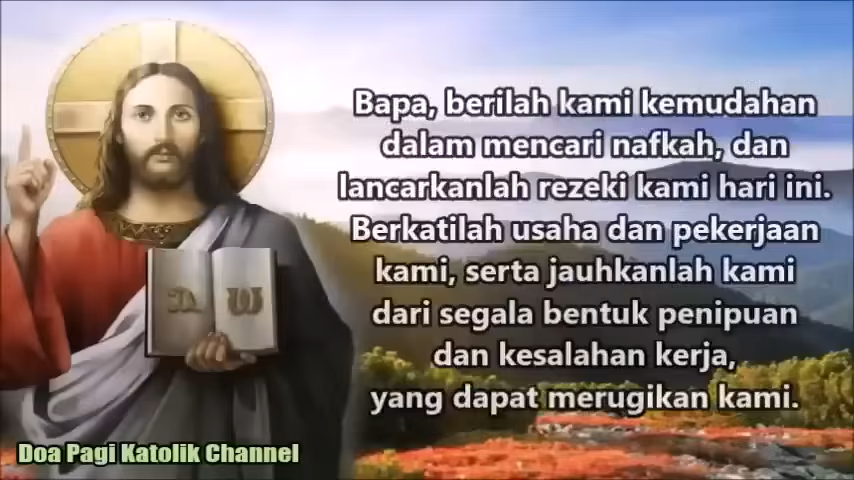 Bapa, berilah kami kemudahan
dalam mencari nafkah, dan
lancarkanlah rezeki kami hari ini.
Berkatilah usaha dan pekerjaan
kami, serta jauhkanlah kami
dari segala bentuk penipuan
dan kesalahan kerja,
yang dapat merugikan kami.
Doa Pagi Katolik Channel